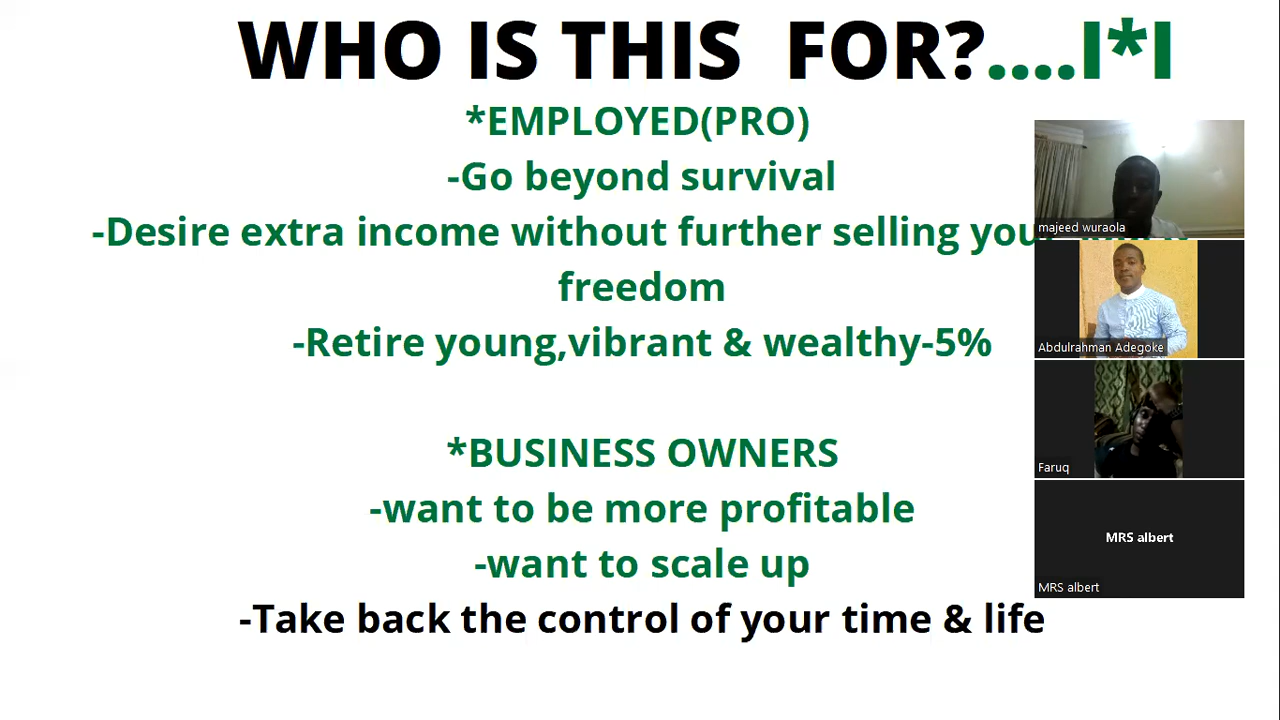 WHO IS THIS FOR?....I*I
*EMPLOYED(PRO)
-Go beyond survival
-Desire extra income without further selling your
freedom
-Retire young,vibrant & wealthy-5%
*BUSINESS OWNERS
-want to be more profitable
-want to scale up
-Take back the control of your time & life
majeed wuraola
Abdulrahman Adegoke
Faruq
MRS albert
MRS albert